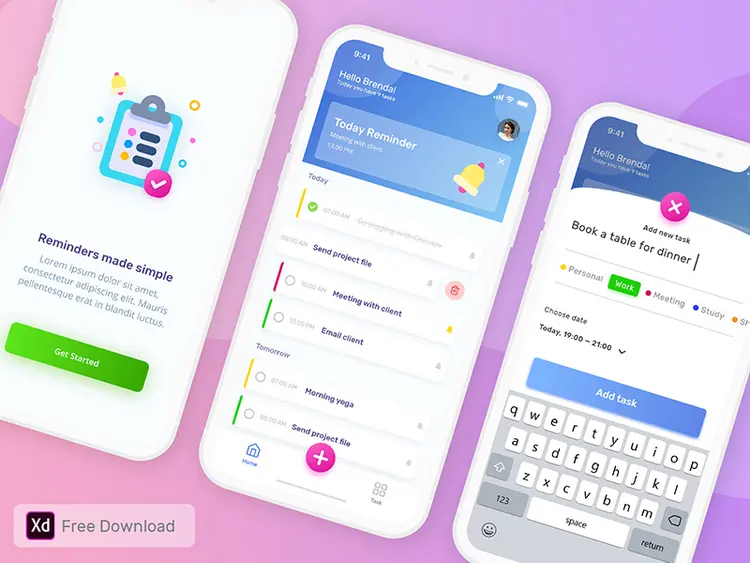 Reminders made simple
Lorem ipsum dolor sit amet,
consectetur adipiscing elit. Mauris
pellentesque erat in blandit luctus.
Get Started
9:41
Hello Brenda!
Today you have 9 tasks
Today Reminder
Meeting with client
13.00 PM
Today
07.00 AM
Go jogging with Christin
08.00 AM
Send project file
10.00 AM
Meeting with client
13.00 PM
Email client
Tomorrow
07.00 AM
Morning yoga
08.00 AM
Send project file
Home
Task
9:41
Hello Brenda!
Today you have 9 tasks
Add new task
Book a table for dinner
Personal
Work
Meeting
Study
Choose date
Today, 19:00 - 21:00
Add task
q w e r t y u i o p
a s d f g h j k l
z x c v b n m
123
space
return
Xd
Free Download